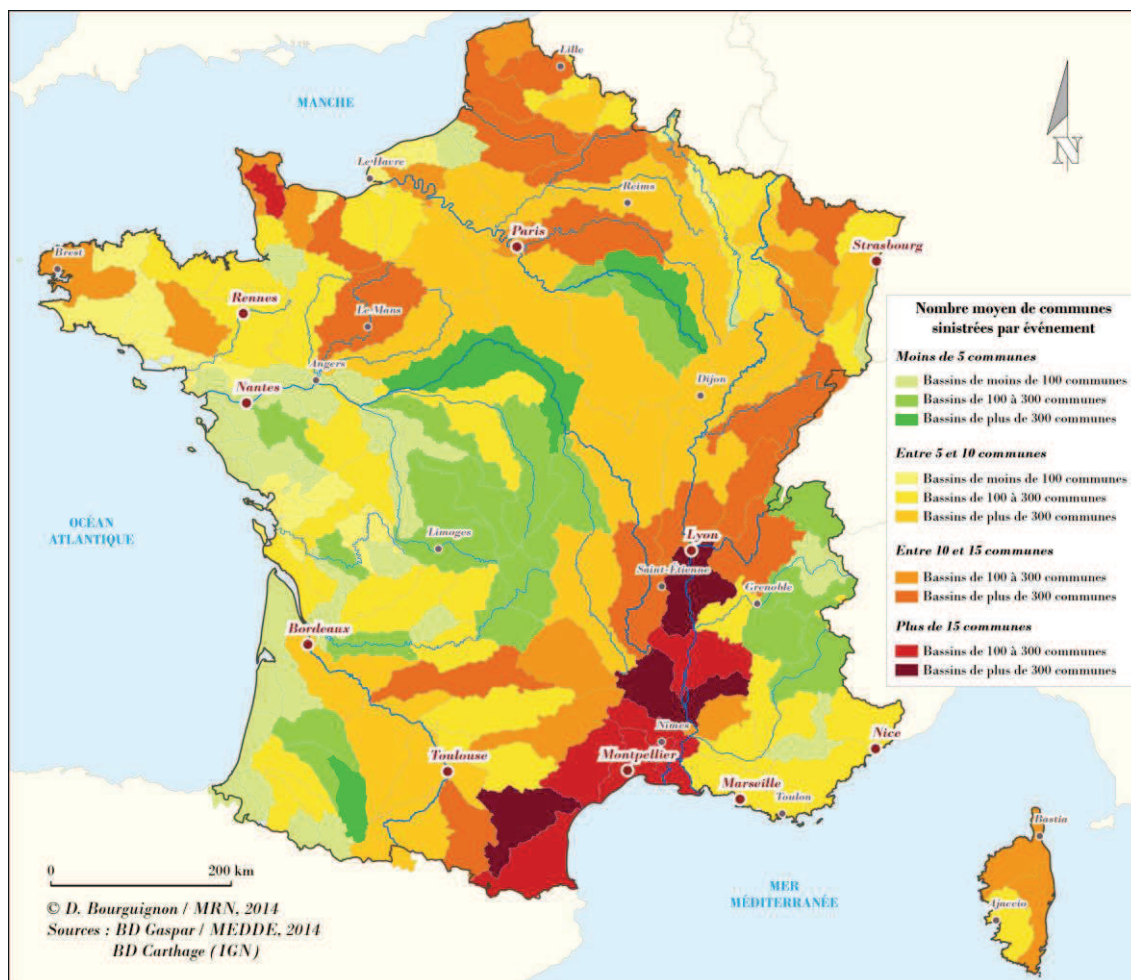 Lille
MANCHE
Le Havre
Reims
N
Paris
Strasbourg
Brest
Rennes
Le Mans
Angers
Nantes
Dijon
Nombre moyen de communes
sinistrées par événement
Moins de 5 communes
Bassins de moins de 100 communes
Bassins de 100 à 300 communes
Bassins de plus de 300 communes
Entre 5 et 10 communes
Bassins de moins de 100 communes
Bassins de 100 à 300 communes
Bassins de plus de 300 communes
Entre 10 et 15 communes
Bassins de 100 à 300 communes
Bassins de plus de 300 communes
Plus de 15 communes
Bassins de 100 à 300 communes
Bassins de plus de 300 communes
OCÉAN
ATLANTIQUE
Limoges
Lyon
Saint-Étienne
Grenoble
Bordeaux
Nîmes
Nice
Toulouse
Montpellier
Marseille
Toulon
Bastia
Ajaccio
MER
MÉDITERRANÉE
0 200 km
© D. Bourguignon / MRN, 2014
Sources : BD Gaspar / MEDDE, 2014
BD Carthage (IGN)